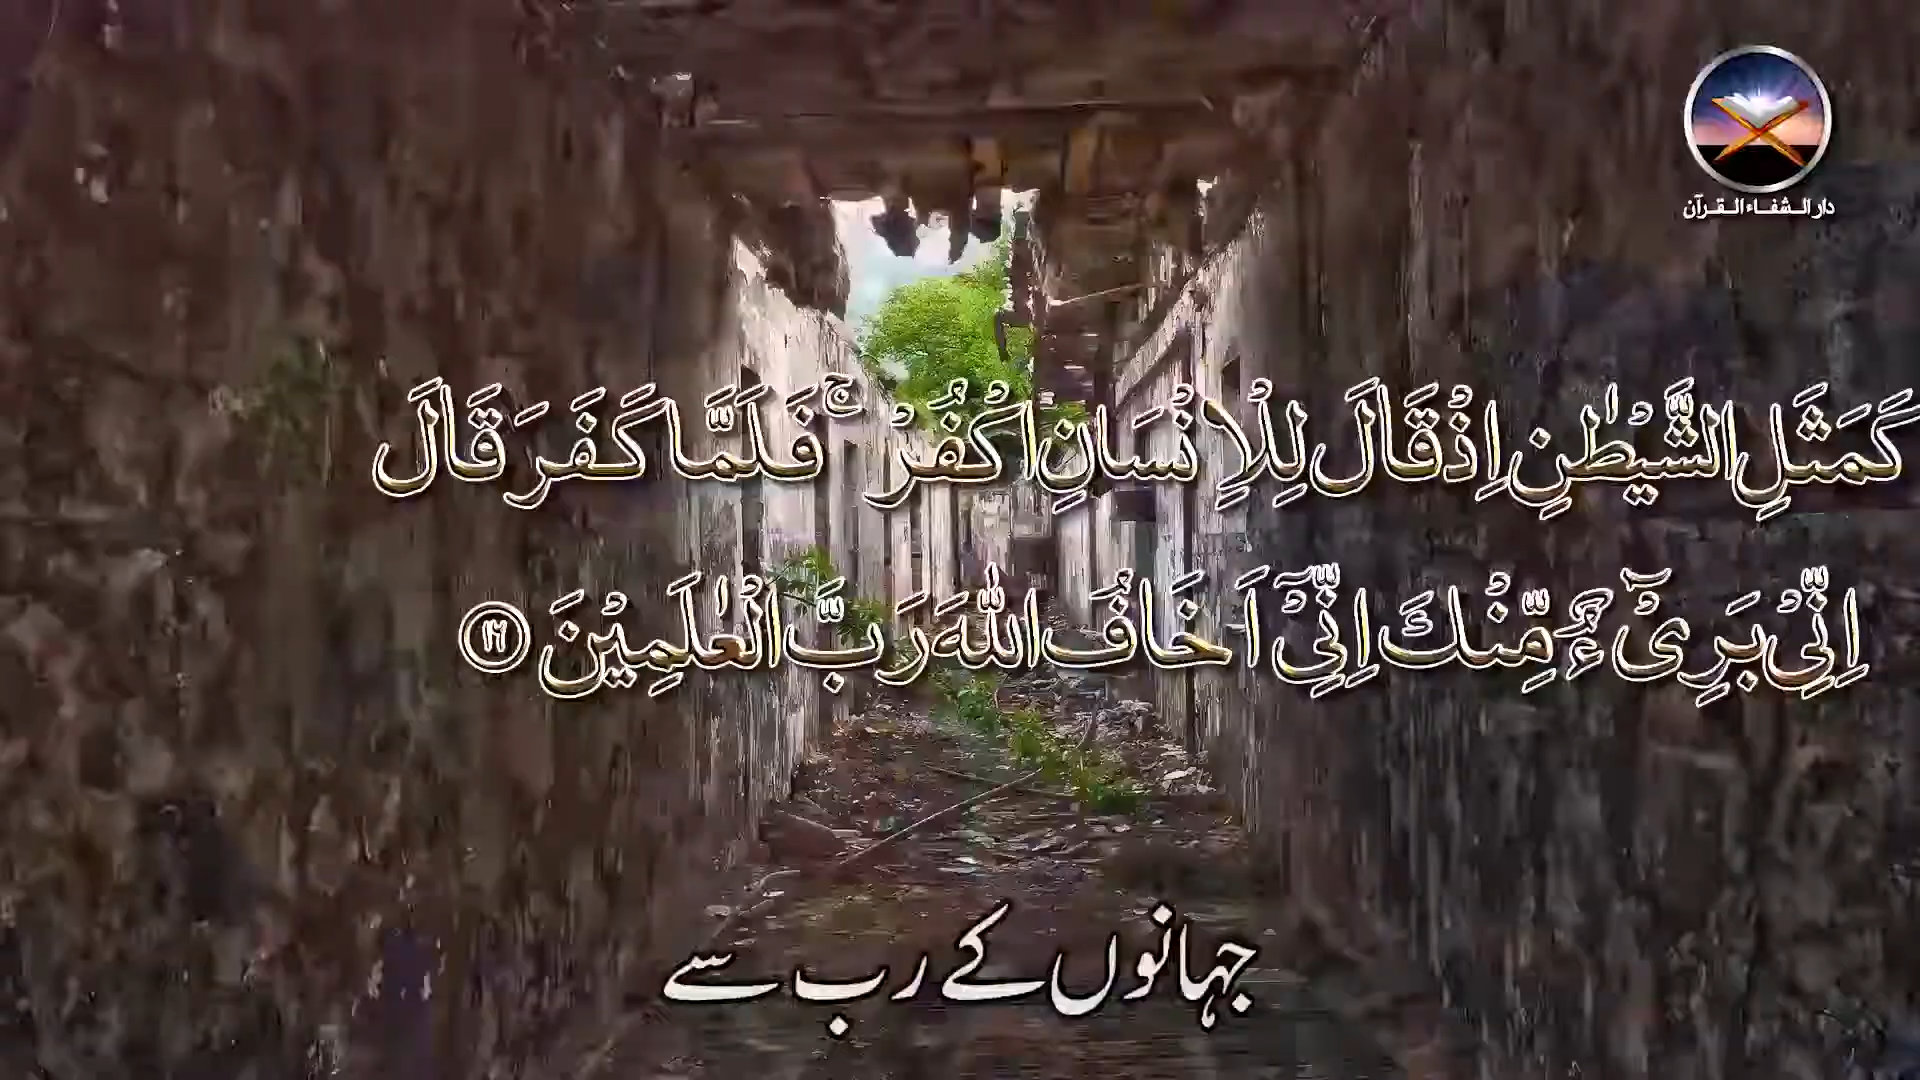 دار الشفاء القرآن
كَمَثَلِ الشَّيْطٰنِ اِذْ قَالَ لِلْاِنْسَانِ اكْفُرْ ۚ فَلَمَّا كَفَرَ قَالَ
اِنِّیْ بَرِیْٓءٌ مِّنْكَ اِنِّیْۤ اَخَافُ اللّٰهَ رَبَّ الْعٰلَمِیْنَ ۝۱۶
جہانوں کے رب سے